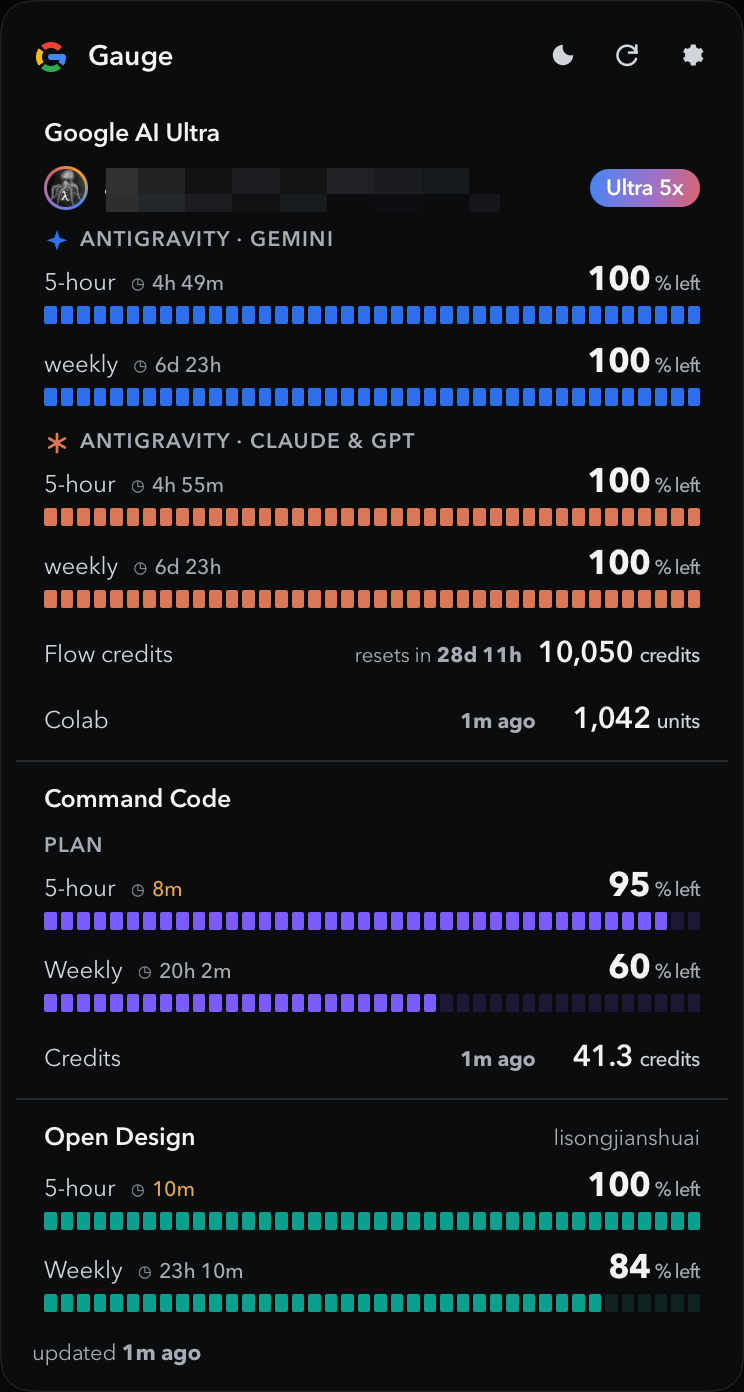 Gauge
Google AI Ultra
Ultra 5x
ANTIGRAVITY · GEMINI
5-hour 4h 49m 100 % left
weekly 6d 23h 100 % left
ANTIGRAVITY · CLAUDE & GPT
5-hour 4h 55m 100 % left
weekly 6d 23h 100 % left
Flow credits resets in 28d 11h 10,050 credits
Colab 1m ago 1,042 units
Command Code
PLAN
5-hour 8m 95 % left
Weekly 20h 2m 60 % left
Credits 1m ago 41.3 credits
Open Design lisongjianshuai
5-hour 10m 100 % left
Weekly 23h 10m 84 % left
updated 1m ago